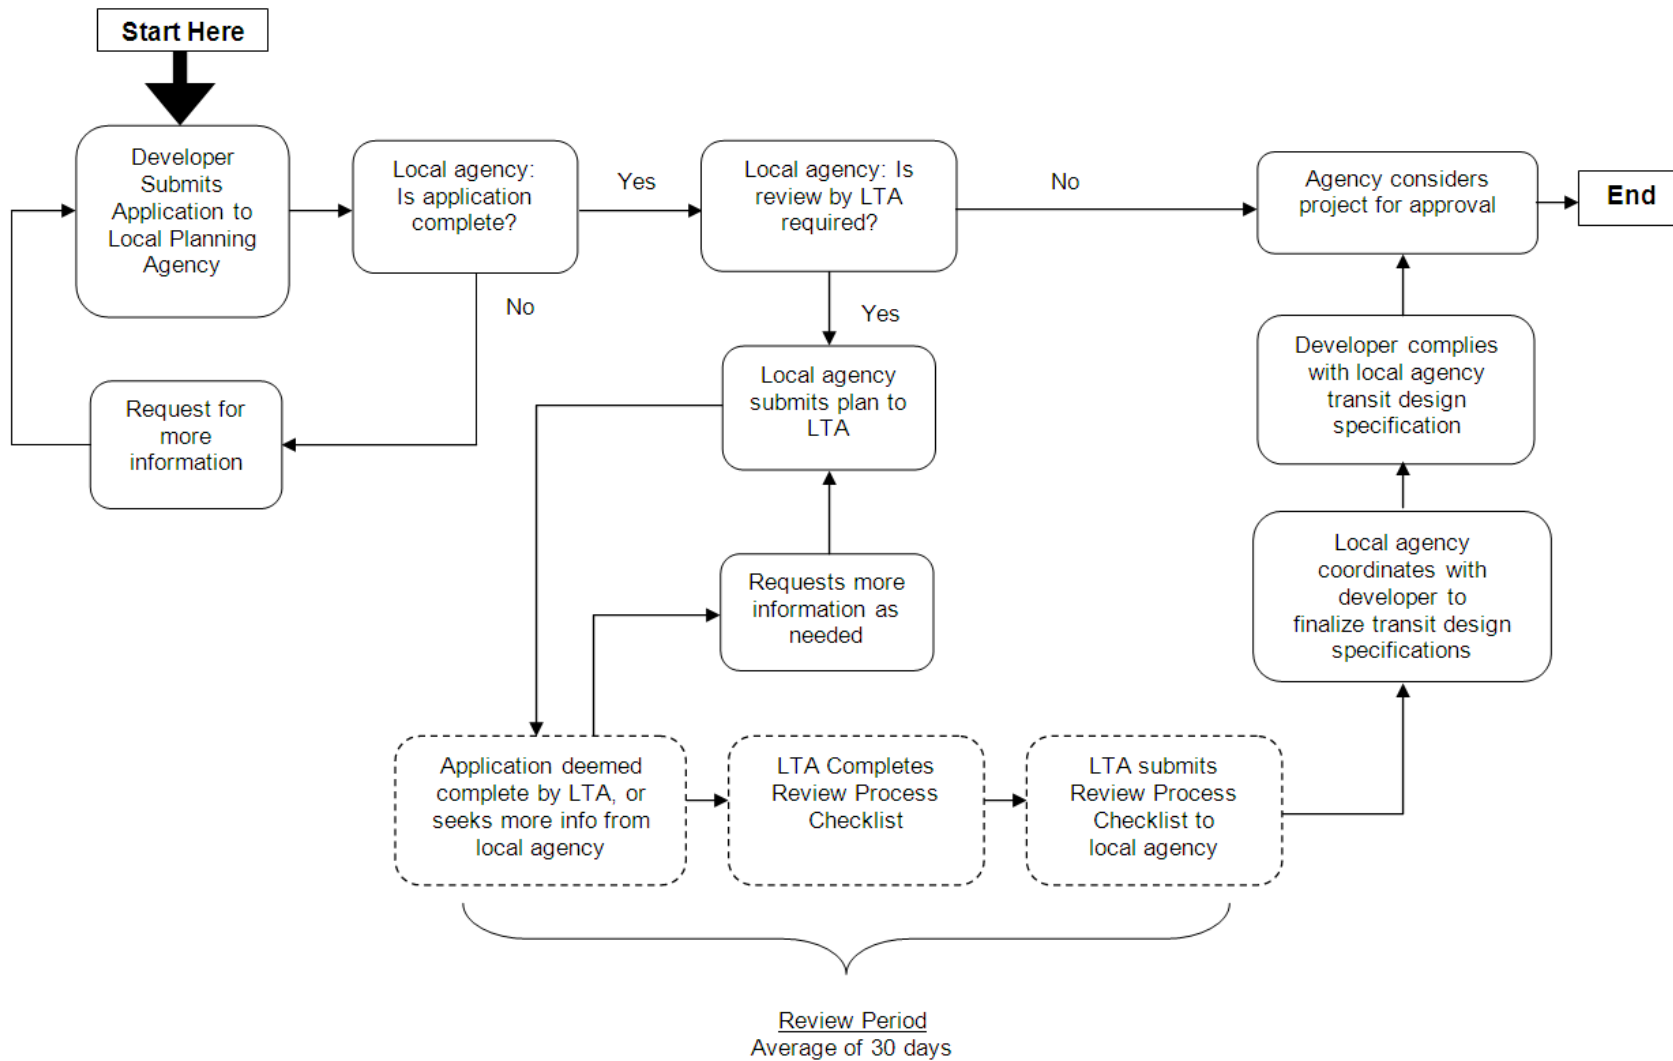 Start Here
Developer
Submits
Application to
Local Planning
Agency
Local agency:
Is application
complete?
Yes
No
Request for
more
information
Local agency: Is
review by LTA
required?
No
Yes
Agency considers
project for approval
End
Local agency
submits plan to
LTA
Requests more
information as
needed
Application deemed
complete by LTA, or
seeks more info from
local agency
LTA Completes
Review Process
Checklist
LTA submits
Review Process
Checklist to
local agency
Local agency
coordinates with
developer to
finalize transit design
specifications
Developer complies
with local agency
transit design
specification
Review Period
Average of 30 days